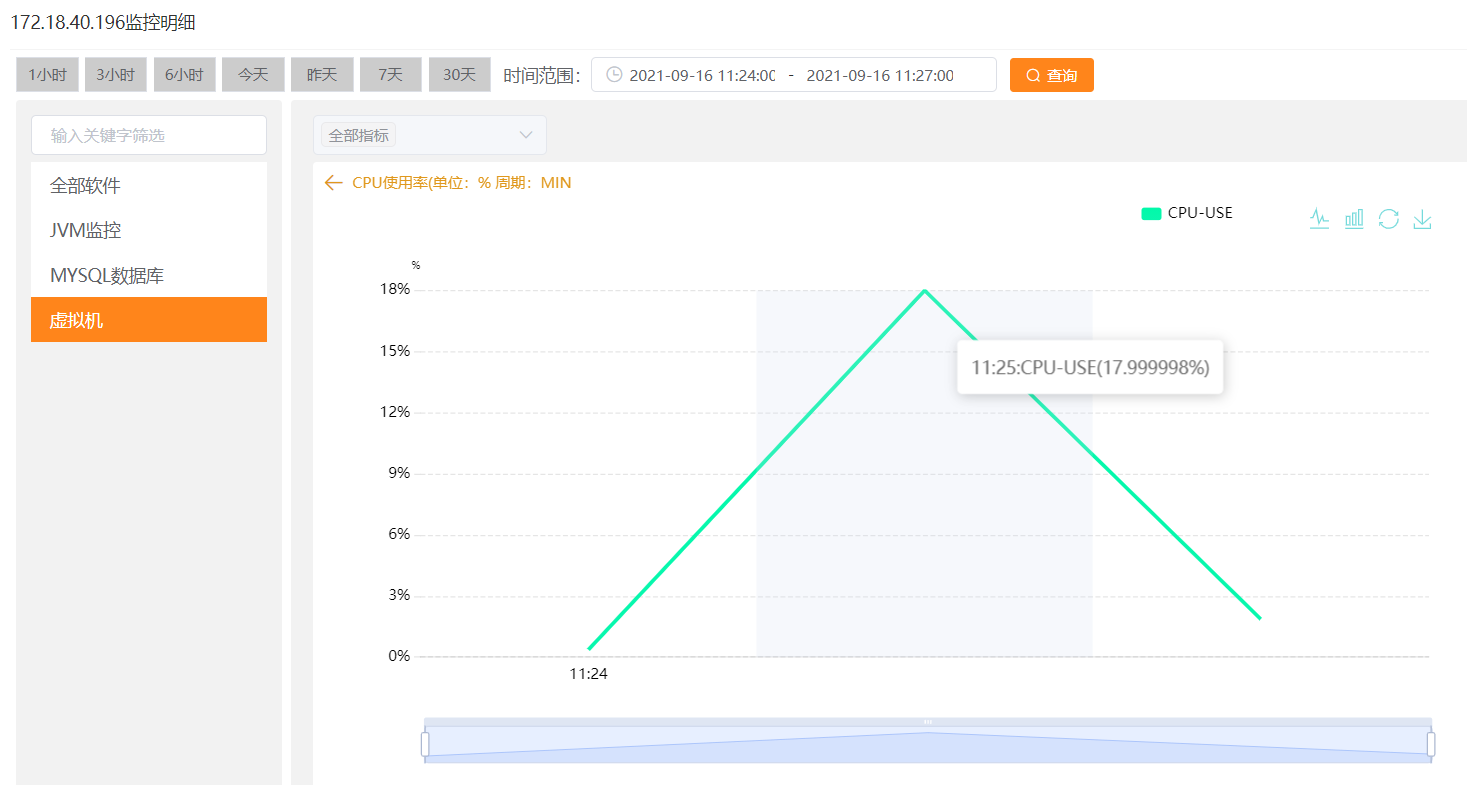 172.18.40.196监控明细
1小时 3小时 6小时 今天 昨天 7天 30天 时间范围： 2021-09-16 11:24:00 - 2021-09-16 11:27:00 查询
输入关键字筛选
全部软件
JVM监控
MYSQL数据库
虚拟机
全部指标
CPU使用率(单位：% 周期：MIN
CPU-USE
%
18%
15%
11:25:CPU-USE(17.999998%)
12%
9%
6%
3%
0%
11:24